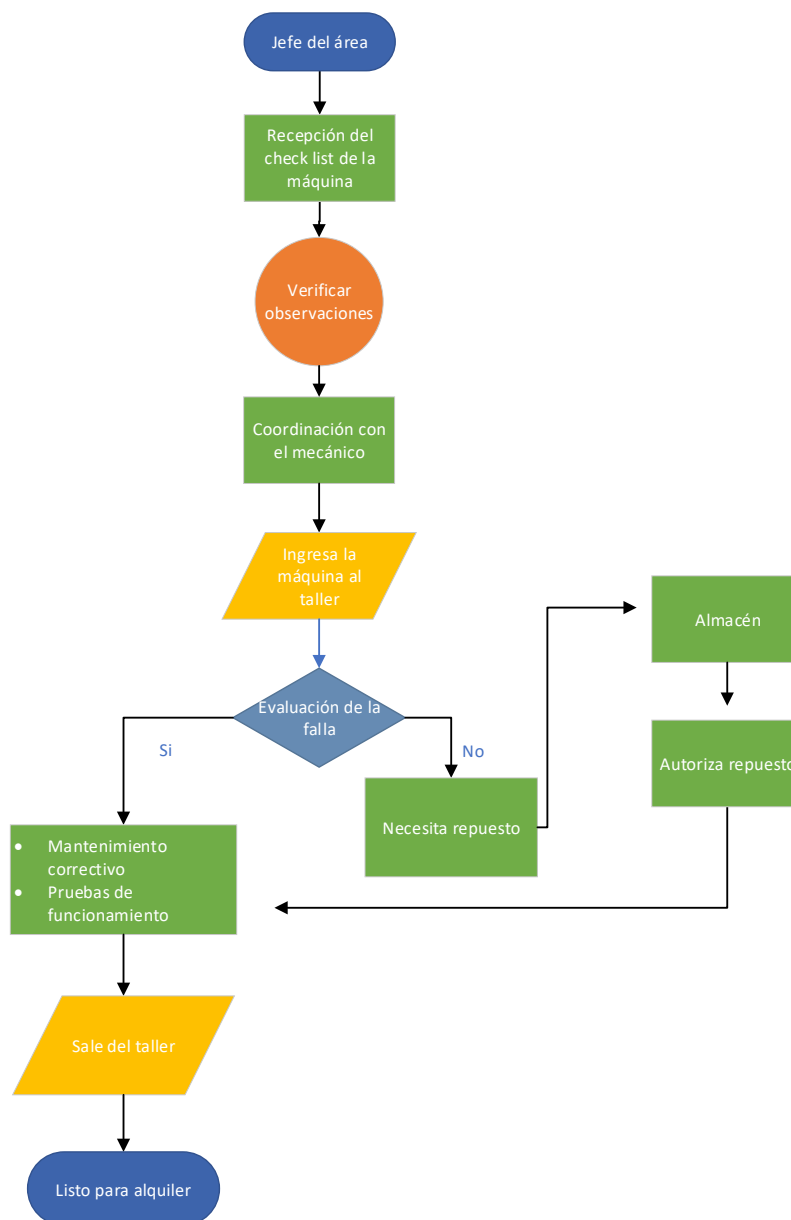 Jefe del área
Recepción del
check list de la
máquina
Verificar
observaciones
Coordinación con
el mecánico
Ingresa la
máquina al
taller
Almacén
Evaluación de la
falla
Si
No
Autoriza repuesto
Necesita repuesto
• Mantenimiento
correctivo
• Pruebas de
funcionamiento
Sale del taller
Listo para alquiler